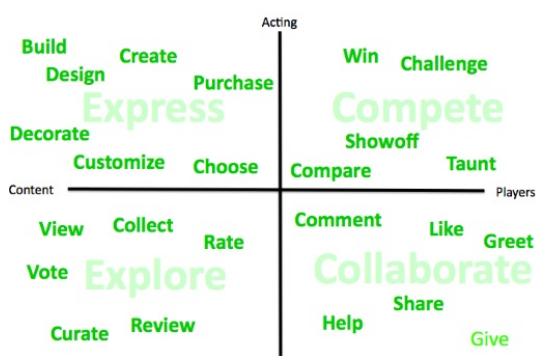 Acting
Build
Create
Win
Challenge
Design
Purchase
Express
Compete
Decorate
Showoff
Customize
Choose
Compare
Taunt
Content
Players
View
Collect
Comment
Like
Rate
Greet
Vote
Explore
Collaborate
Share
Curate
Review
Help
Give